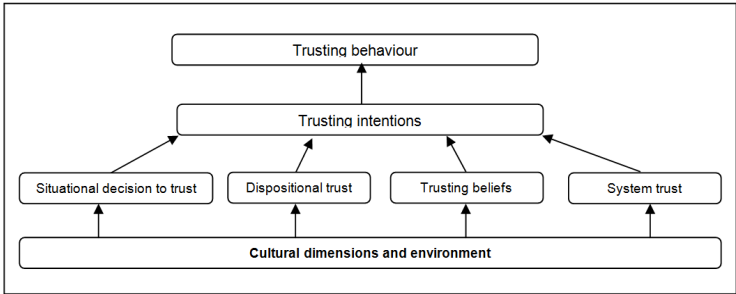 Trusting behaviour
Trusting intentions
Situational decision to trust
Dispositional trust
Trusting beliefs
System trust
Cultural dimensions and environment